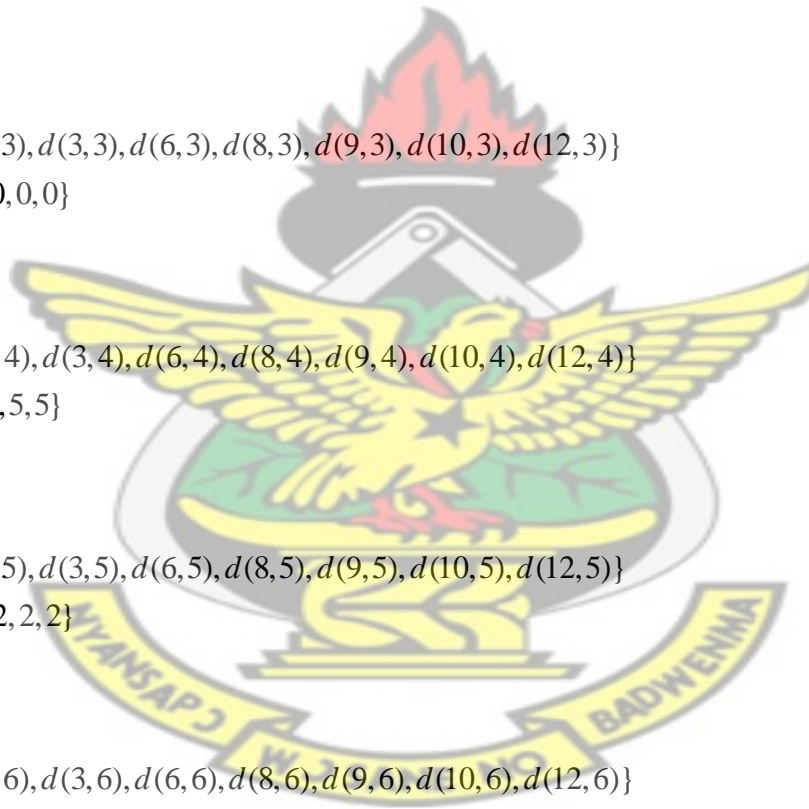 3),d(3,3),d(6,3),d(8,3),d(9,3),d(10,3),d(12,3)}
0,0,0}
4),d(3,4),d(6,4),d(8,4),d(9,4),d(10,4),d(12,4)}
,5,5}
5),d(3,5),d(6,5),d(8,5),d(9,5),d(10,5),d(12,5)}
2,2,2}
NYANSAPƆ BADWENMA
6),d(3,6),d(6,6),d(8,6),d(9,6),d(10,6),d(12,6)}